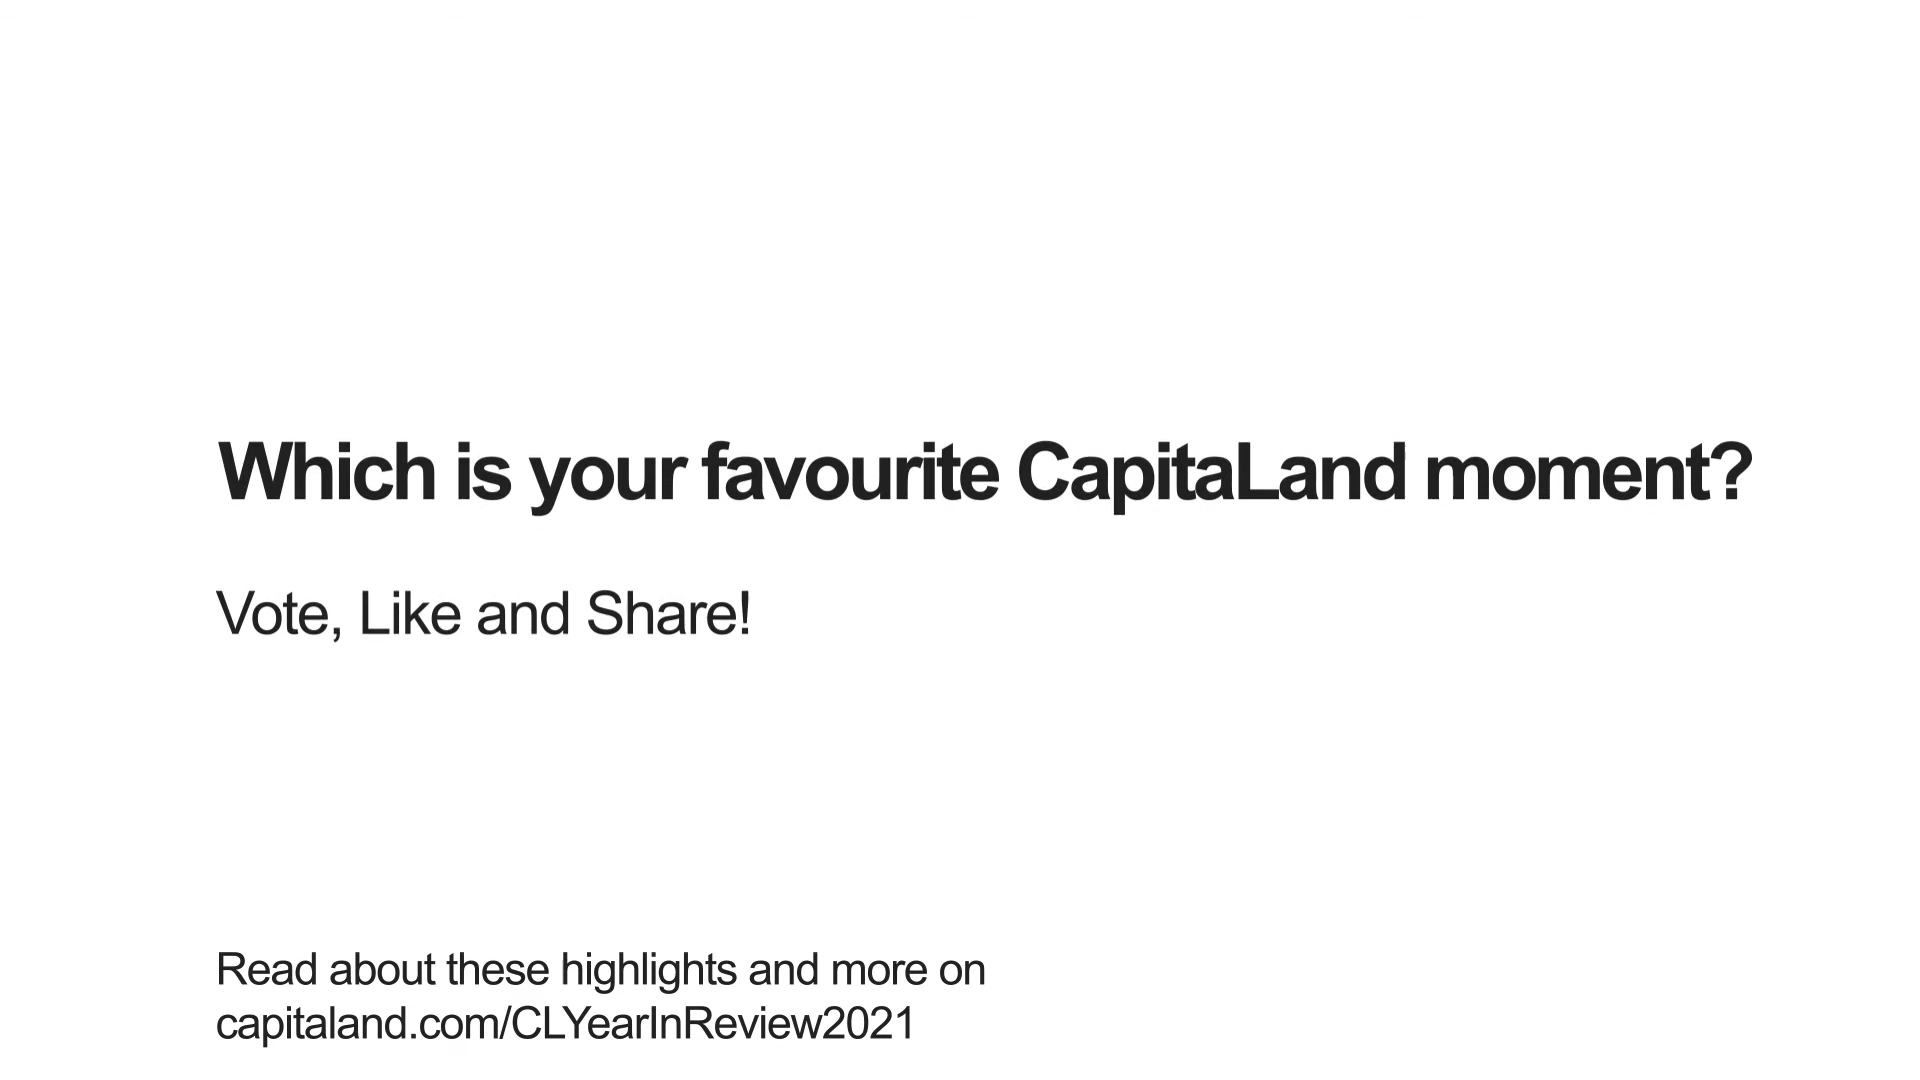 Which is your favourite CapitaLand moment?
Vote, Like and Share!
Read about these highlights and more on
capitaland.com/CLYearInReview2021